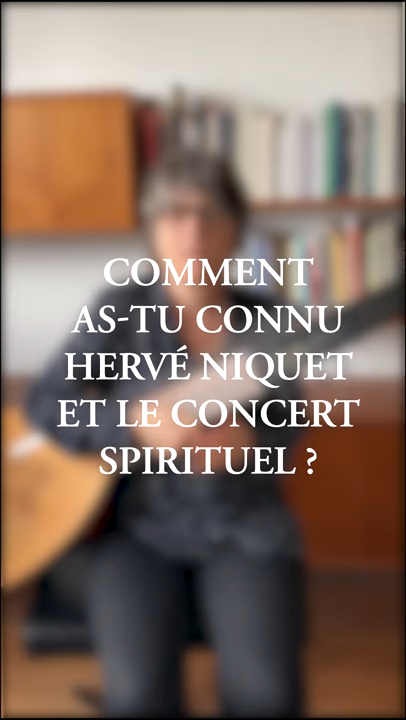 COMMENT
AS-TU CONNU
HERVÉ NIQUET
ET LE CONCERT
SPIRITUEL ?